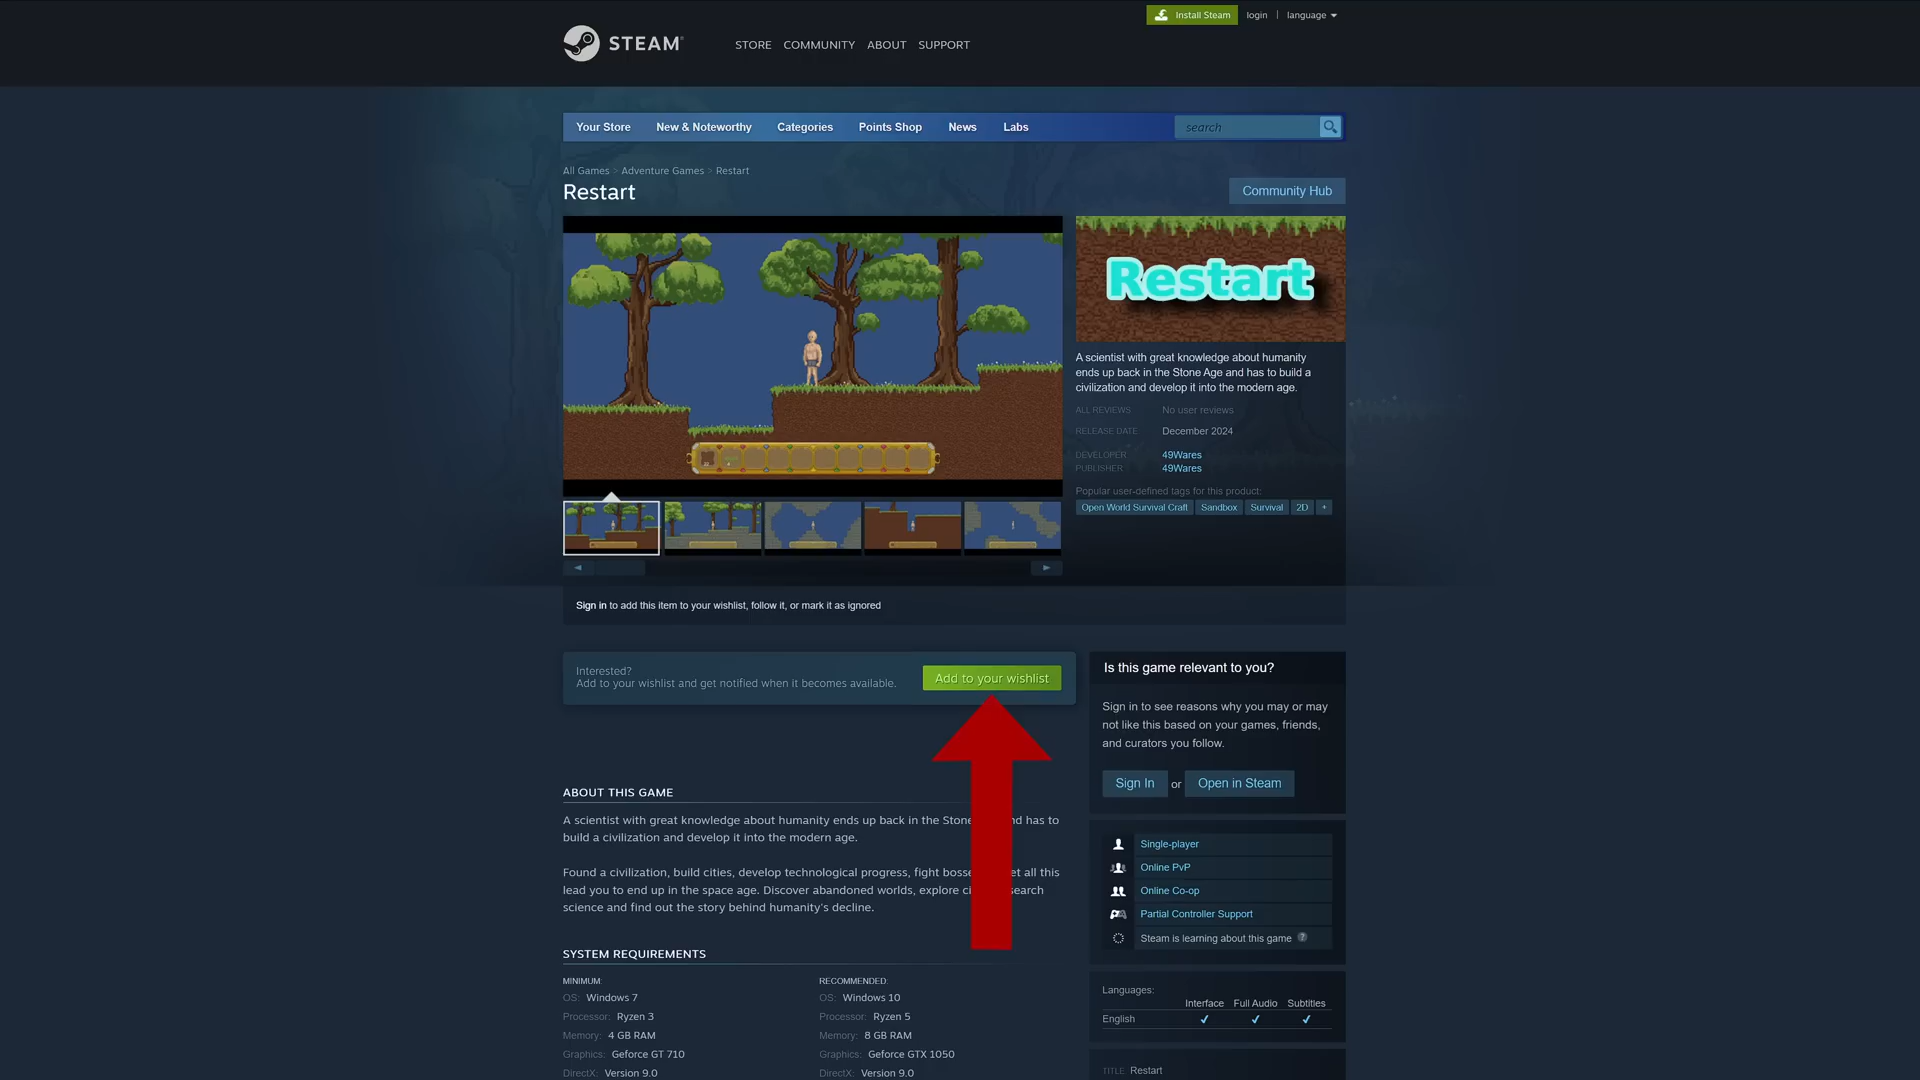 Install Steam login | language
STEAM
STORE COMMUNITY ABOUT SUPPORT
Your Store New & Noteworthy Categories Points Shop News Labs
search
All Games > Adventure Games > Restart
Restart
Community Hub
Restart
A scientist with great knowledge about humanity
ends up back in the Stone Age and has to build a
civilization and develop it into the modern age.
ALL REVIEWS No user reviews
RELEASE DATE December 2024
DEVELOPER 49Wares
PUBLISHER 49Wares
Popular user-defined tags for this product:
Open World Survival Craft Sandbox Survival 2D +
Sign in to add this item to your wishlist, follow it, or mark it as ignored
Interested?
Add to your wishlist and get notified when it becomes available.
Add to your wishlist
Is this game relevant to you?
Sign in to see reasons why you may or may
not like this based on your games, friends,
and curators you follow.
Sign In or Open in Steam
ABOUT THIS GAME
A scientist with great knowledge about humanity ends up back in the Stone nd has to
build a civilization and develop it into the modern age.
Found a civilization, build cities, develop technological progress, fight bosse et all this
lead you to end up in the space age. Discover abandoned worlds, explore ci search
science and find out the story behind humanity's decline.
Single-player
Online PvP
Online Co-op
Partial Controller Support
Steam is learning about this game ?
SYSTEM REQUIREMENTS
MINIMUM:
OS: Windows 7
Processor: Ryzen 3
Memory: 4 GB RAM
Graphics: Geforce GT 710
DirectX: Version 9.0
RECOMMENDED:
OS: Windows 10
Processor: Ryzen 5
Memory: 8 GB RAM
Graphics: Geforce GTX 1050
DirectX: Version 9.0
Languages:
Interface Full Audio Subtitles
English ✔ ✔ ✔
TITLE Restart